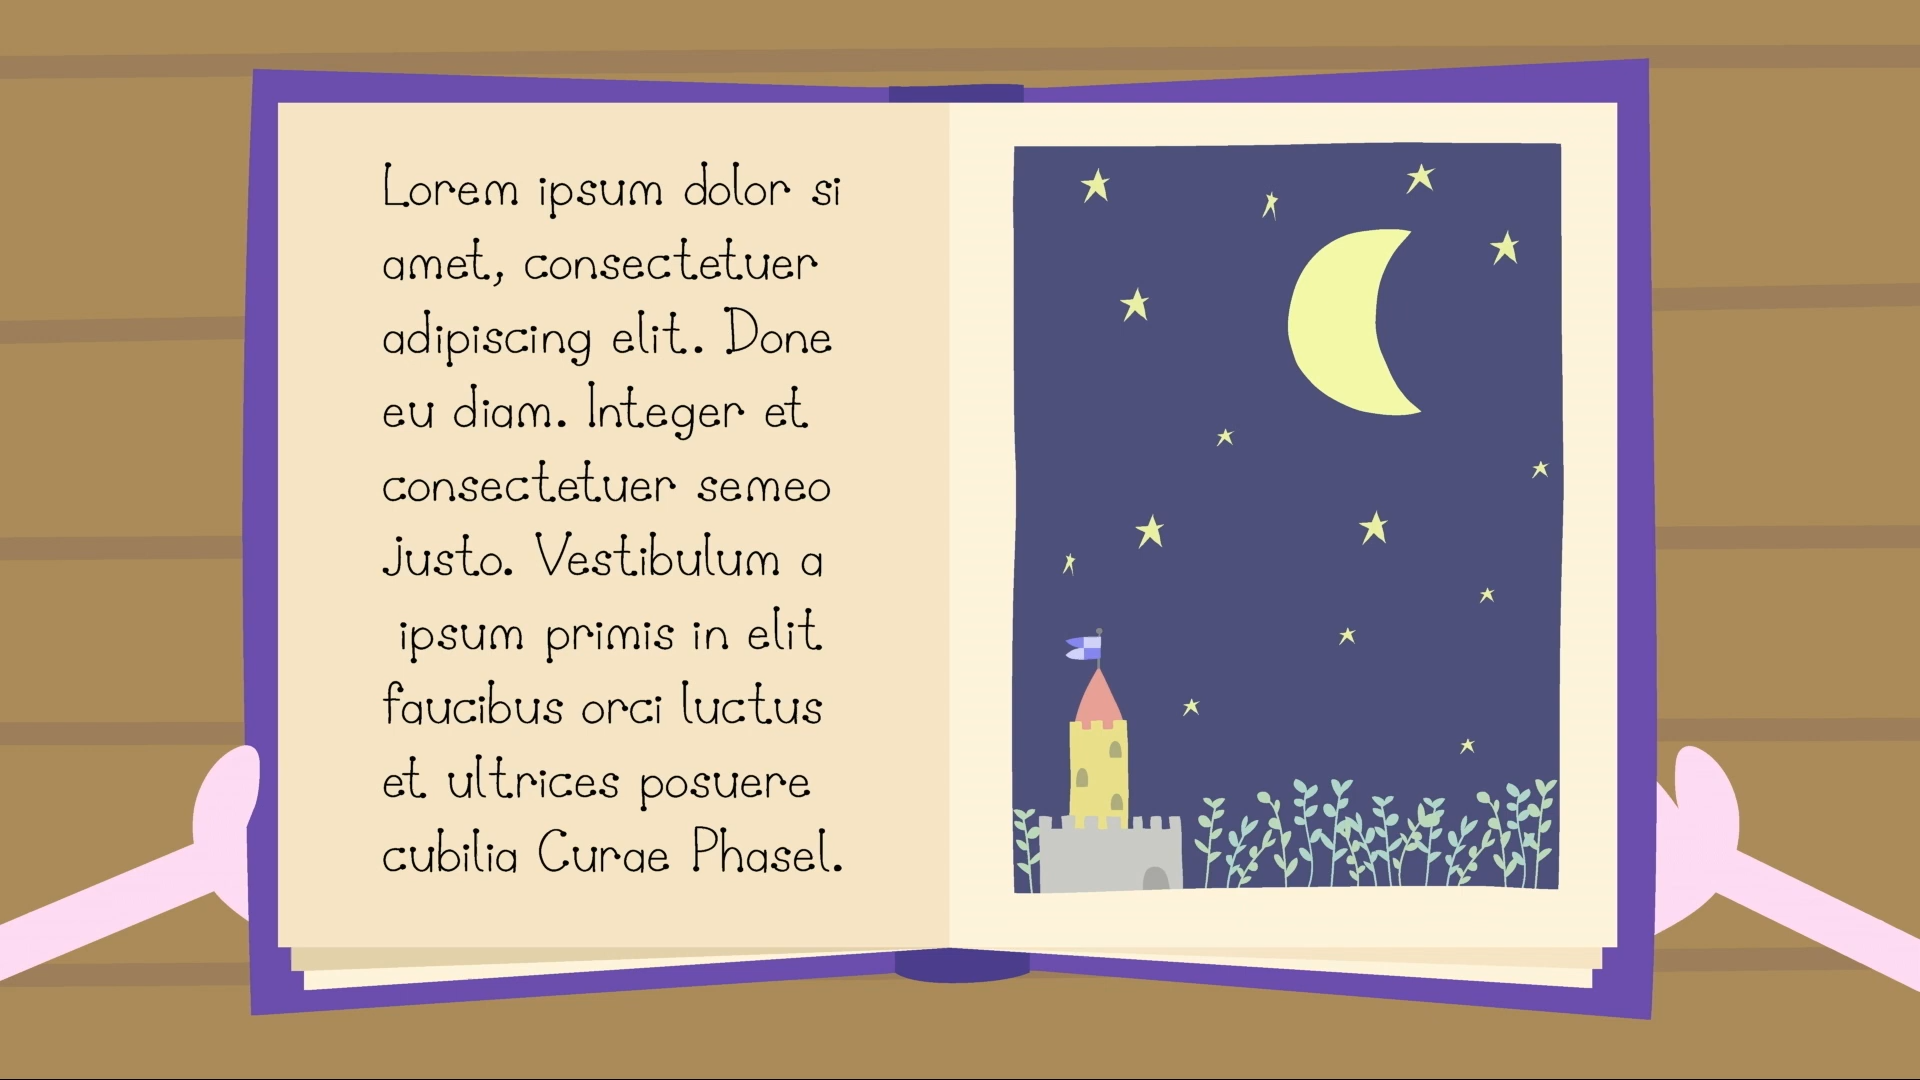 Lorem ipsum dolor si
amet, consectetuer
adipiscing elit. Done
eu diam. Integer et
consectetuer semeo
justo. Vestibulum a
ipsum primis in elit
faucibus orci luctus
et ultrices posuere
cubilia Curae Phasel.